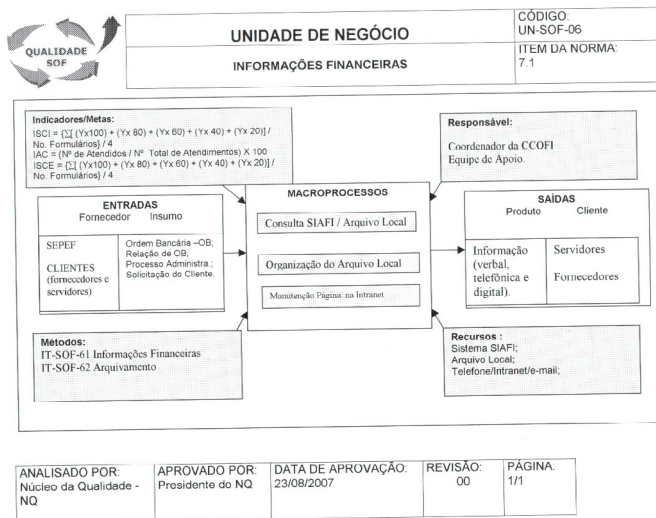 QUALIDADE
SOF
UNIDADE DE NEGÓCIO
INFORMAÇÕES FINANCEIRAS
CÓDIGO:
UN-SOF-06
ITEM DA NORMA:
7.1
Indicadores/Metas:
ISCI = {∑[ (Yx100) + (Yx 80) + (Yx 60) + (Yx 40) + (Yx 20)] /
No. Formulários} / 4
IAC = (Nº de Atendidos / Nº Total de Atendimentos) X 100
ISCE = {∑[ (Yx100) + (Yx 80) + (Yx 60) + (Yx 40) + (Yx 20)] /
No. Formulários} / 4
Responsável:
Coordenador da CCOFI
Equipe de Apoio.
ENTRADAS
Fornecedor Insumo
SEPEF
CLIENTES
(fornecedores e
servidores)
Ordem Bancária –OB;
Relação de OB;
Processo Administra.;
Solicitação do Cliente.
MACROPROCESSOS
Consulta SIAFI / Arquivo Local
Organização do Arquivo Local
Manutenção Página na Intranet
SAÍDAS
Produto Cliente
Informação
(verbal,
telefônica e
digital).
Servidores
Fornecedores
Métodos:
IT-SOF-61 Informações Financeiras
IT-SOF-62 Arquivamento
Recursos :
Sistema SIAFI;
Arquivo Local;
Telefone/Intranet/e-mail;
ANALISADO POR:
Núcleo da Qualidade -
NQ
APROVADO POR:
Presidente do NQ
DATA DE APROVAÇÃO:
23/08/2007
REVISÃO:
00
PÁGINA:
1/1